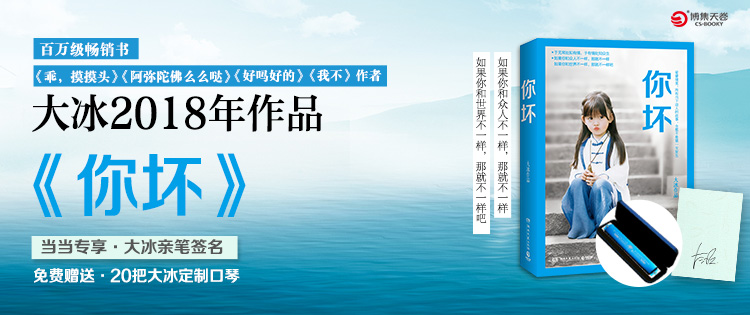 博集天卷
CS-BOOKY
百万级畅销书
《乖，摸摸头》《阿弥陀佛么么哒》《好吗好的》《我不》作者
大冰2018年作品
《你坏》
当当专享·大冰亲笔签名
免费赠送·20把大冰定制口琴
如果你和众人不一样，那就不一样
如果你和世界不一样，那就不一样吧
你坏